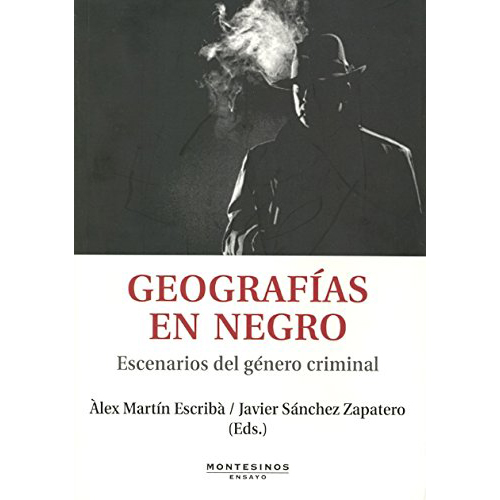 GEOGRAFÍAS
EN NEGRO
Escenarios del género criminal
Àlex Martín Escribà / Javier Sánchez Zapatero
(Eds.)
MONTESINOS
ENSAYO